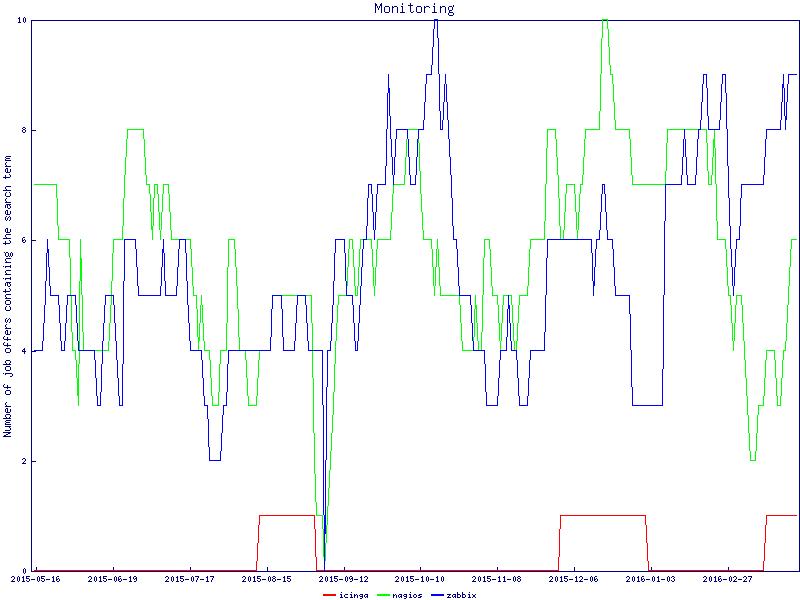 Monitoring
Number of job offers containing the search term
10
8
6
4
2
0
2015-05-16 2015-06-19 2015-07-17 2015-08-15 2015-09-12 2015-10-10 2015-11-08 2015-12-06 2016-01-03 2016-02-27
icinga nagios zabbix